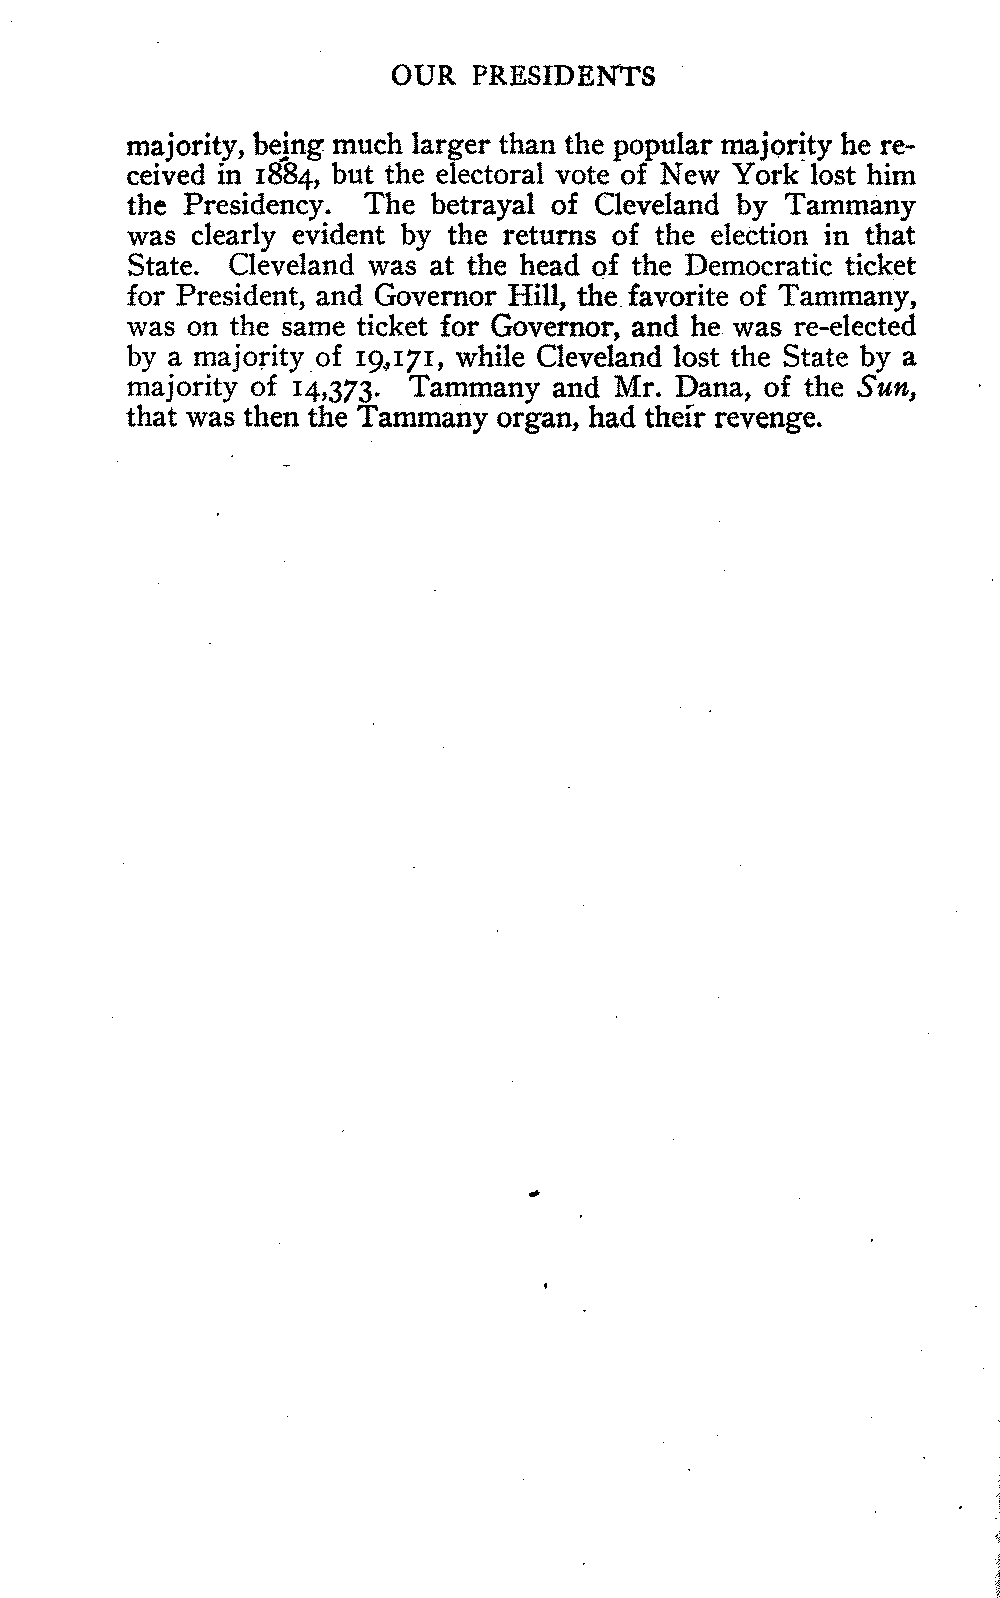 OUR PRESIDENTS
majority, being much larger than the popular majority he re-
ceived in 1884, but the electoral vote of New York lost him
the Presidency. The betrayal of Cleveland by Tammany
was clearly evident by the returns of the election in that
State. Cleveland was at the head of the Democratic ticket
for President, and Governor Hill, the favorite of Tammany,
was on the same ticket for Governor, and he was re-elected
by a majority of 19,171, while Cleveland lost the State by a
majority of 14,373. Tammany and Mr. Dana, of the Sun,
that was then the Tammany organ, had their revenge.